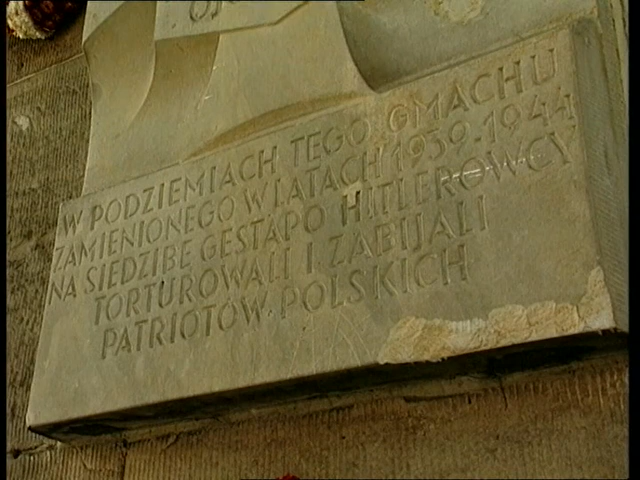 W PODZIEMIACH TEGO GMACHU
ZAMIENIONEGO W LATACH 1939-1944
NA SIEDZIBĘ GESTAPO HITLEROWCY
TORTUROWALI I ZABIJALI
PATRIOTÓW POLSKICH